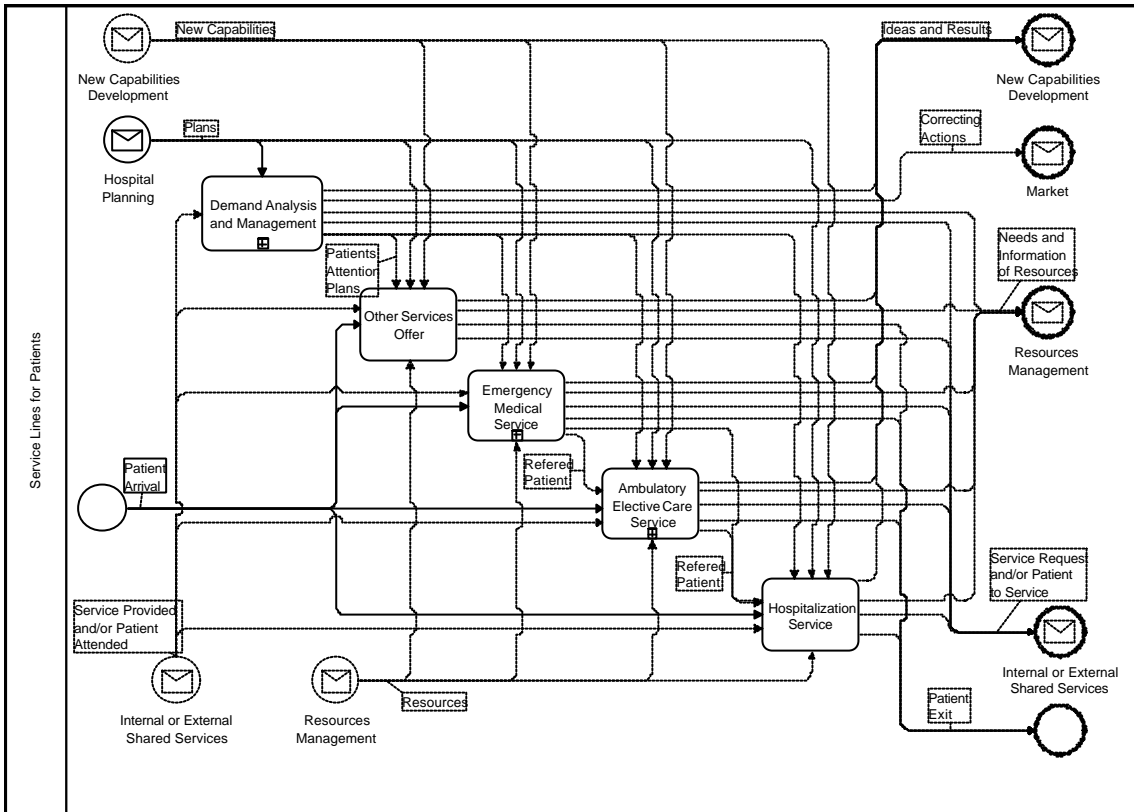 New Capabilities
Ideas and Results
New Capabilities
Development
New Capabilities
Development
Plans
Correcting
Actions
Hospital
Planning
Market
Demand Analysis
and Management
Needs and
Information
of Resources
Patients
Attention
Plans
Other Services
Offer
Resources
Management
Service Lines for Patients
Emergency
Medical
Service
Patient
Arrival
Refered
Patient
Ambulatory
Elective Care
Service
Refered
Patient
Service Request
and/or Patient
to Service
Service Provided
and/or Patient
Attended
Hospitalization
Service
Internal or External
Shared Services
Resources
Patient
Exit
Internal or External
Shared Services
Resources
Management